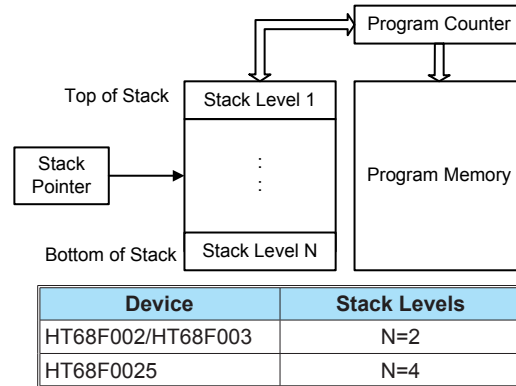 Program Counter
Top of Stack
Stack Level 1
Stack
Pointer
:
:
Program Memory
Bottom of Stack
Stack Level N
Device Stack Levels
HT68F002/HT68F003 N=2
HT68F0025 N=4